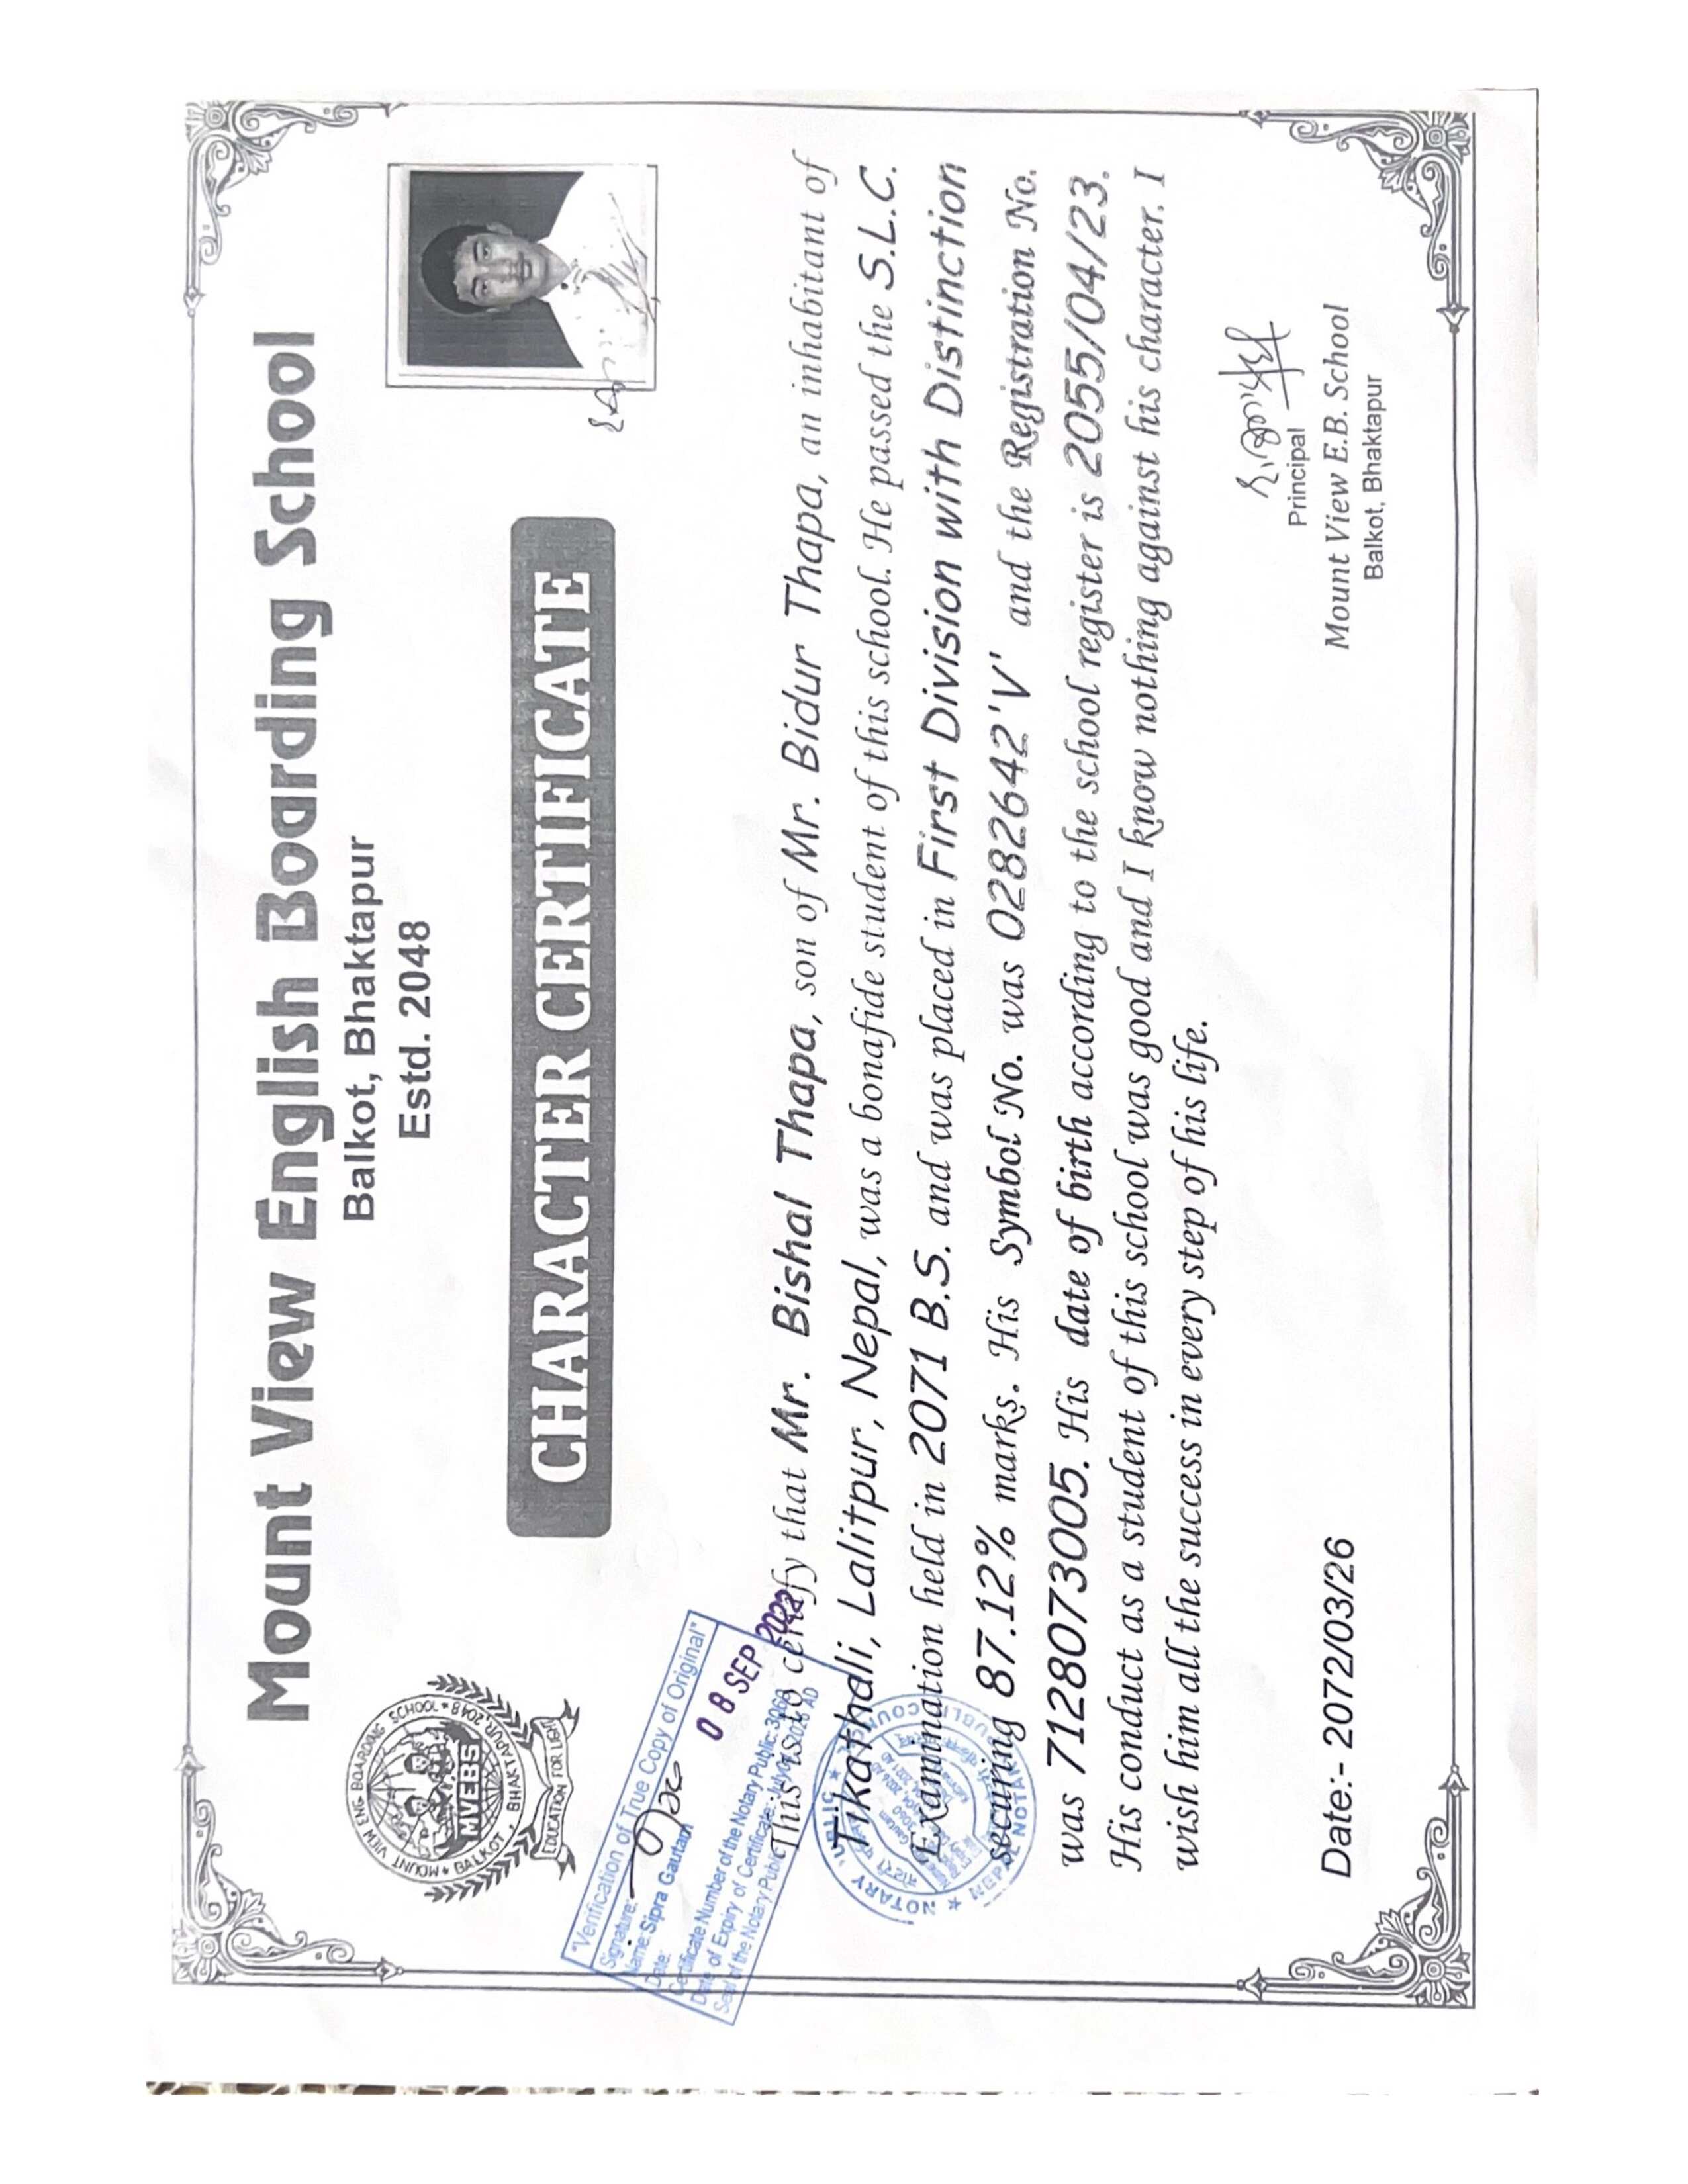 Mount View English Boarding School
Balkot, Bhaktapur
Estd. 2048
MOUNT VIEW ENG. BOARDING SCHOOL
BALKOT, BHAKTAPUR 2048
MVEBS
EDUCATION FOR LIGHT
CHARACTER CERTIFICATE
"Verification of True Copy of Original"
Signature:
Name: Sipra Gautam
Date:
08 SEP 2022
Certificate Number of the Notary Public: 3060
Date of Expiry of Certificate: July04, 2026 AD
Seal of the Notary Public
This is to certify that Mr. Bishal Thapa, son of Mr. Bidur Thapa, an inhabitant of
Tikathali, Lalitpur, Nepal, was a bonafide student of this school. He passed the S.L.C.
Examination held in 2071 B.S. and was placed in First Division with Distinction
securing 87.12% marks. His Symbol No. was 0282642'V' and the Registration No.
was 7128073005. His date of birth according to the school register is 2055/04/23.
His conduct as a student of this school was good and I know nothing against his character. I
wish him all the success in every step of his life.
NOTARY PUBLIC
NEPAL NOTARY PUBLIC COUNCIL
Principal
Date:- 2072/03/26
Mount View E.B. School
Balkot, Bhaktapur